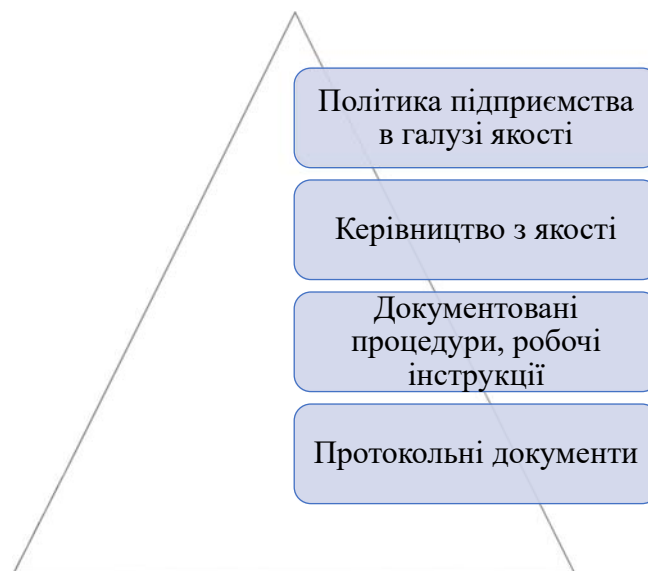 Політика підприємства
в галузі якості
Керівництво з якості
Документовані
процедури, робочі
інструкції
Протокольні документи